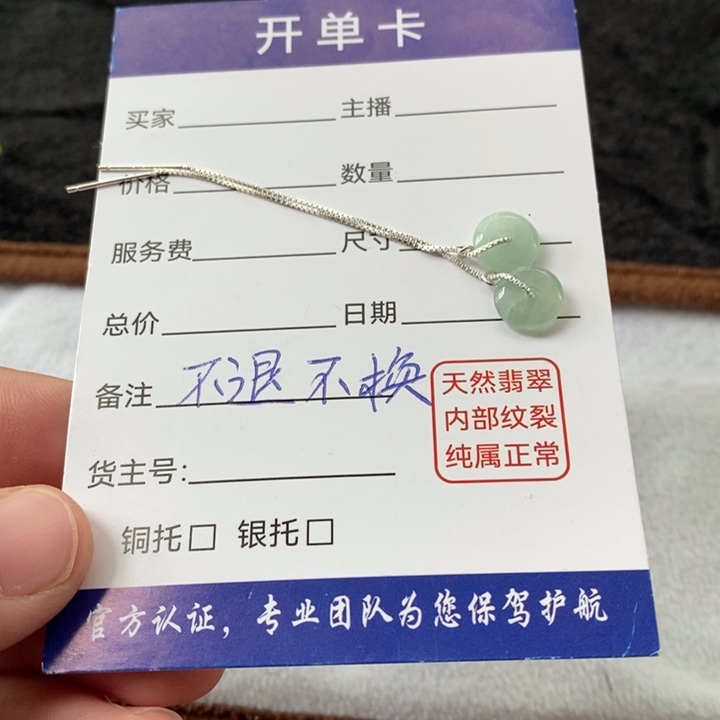 开单卡
买家 主播
价格 数量
服务费 尺寸
总价 日期
备注 不退不换
天然翡翠
内部纹裂
纯属正常
货主号:
铜托□ 银托□
官方认证，专业团队为您保驾护航